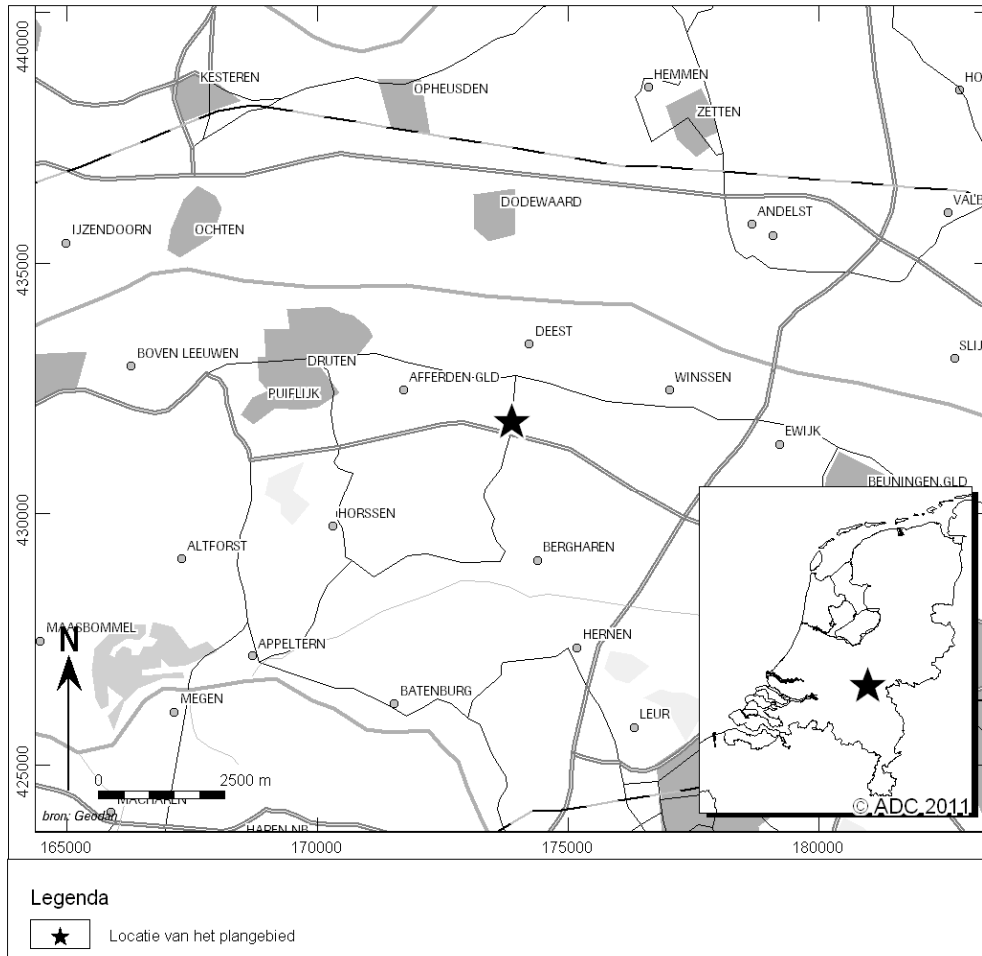 440000
435000
430000
425000
KESTEREN
OPHEUSDEN
HEMMEN
HO
ZETTEN
IJZENDOORN
OCHTEN
DODEWAARD
ANDELST
VALB
BOVEN LEEUWEN
DRUTEN
DEEST
SLIJ
PUIFLIJK
AFFERDEN-GLD
WINSSEN
EWIJK
BEUNINGEN.GLD
HORSSEN
ALTFORST
BERGHAREN
MAASBOMMEL
N
APPELTERN
HERNEN
MEGEN
BATENBURG
LEUR
0
2500 m
MACHAREN
bron: Geodan
HAREN.NB
© ADC 2011
165000
170000
175000
180000
Legenda
Locatie van het plangebied